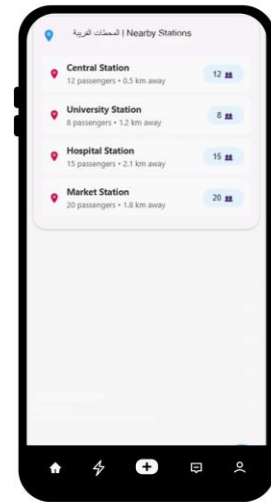 المحطات القريبة | Nearby Stations
Central Station
12 passengers • 0.5 km away
12
University Station
8 passengers • 1.2 km away
8
Hospital Station
15 passengers • 2.1 km away
15
Market Station
20 passengers • 1.8 km away
20